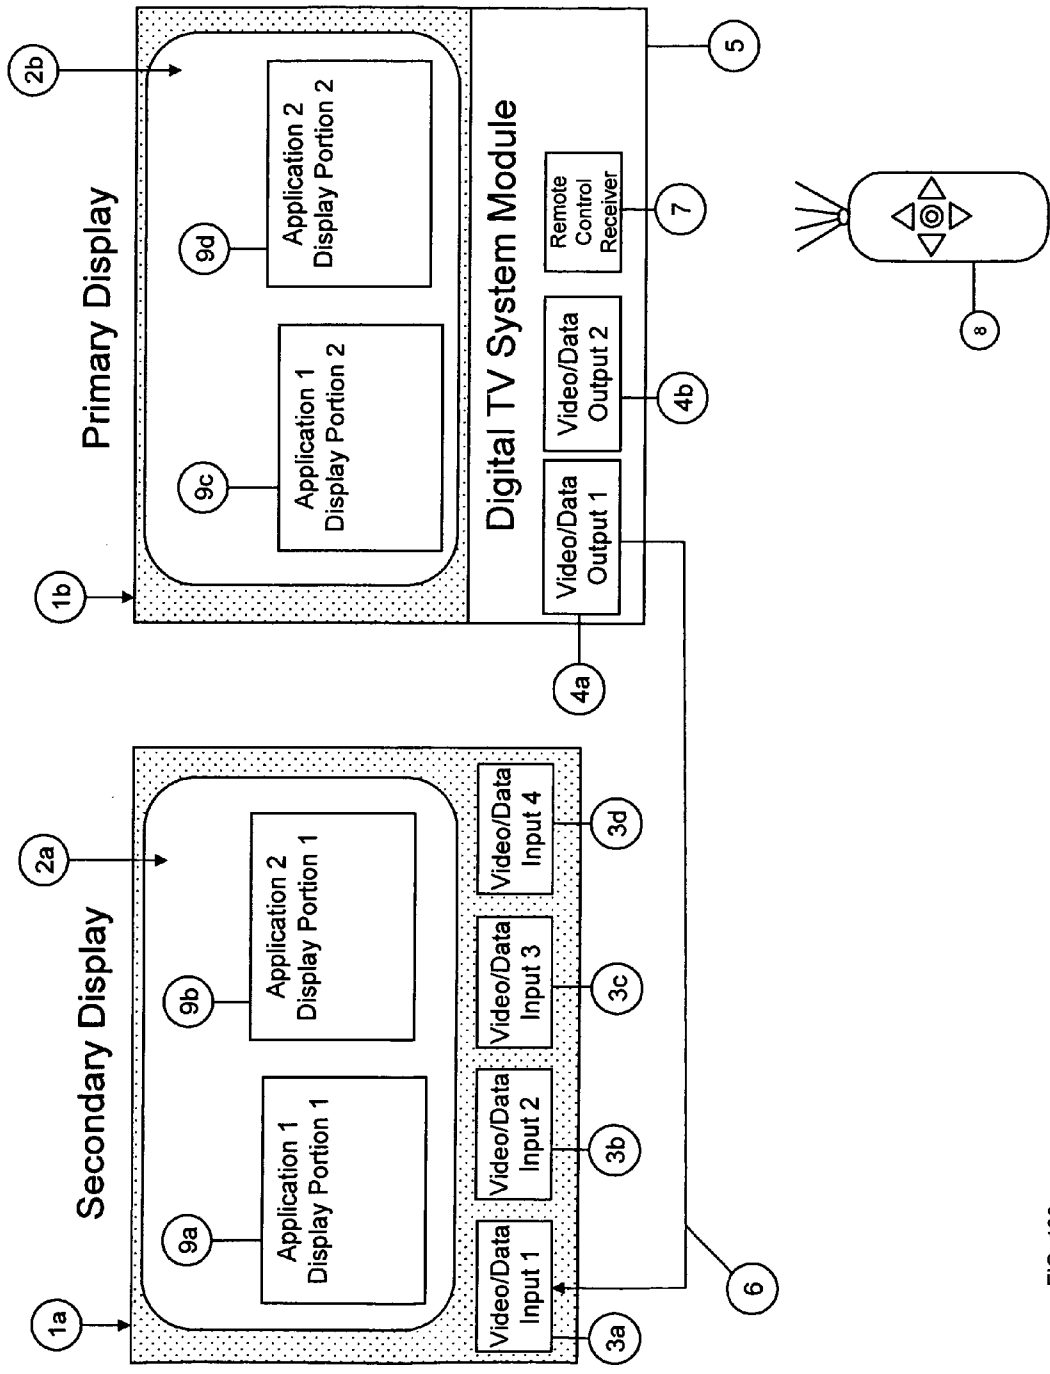 Secondary Display
Primary Display
1a
2a
1b
2b
9a
9b
9c
9d
Application 1
Display Portion 1
Application 2
Display Portion 1
Application 1
Display Portion 2
Application 2
Display Portion 2
Digital TV System Module
Video/Data
Input 1
Video/Data
Input 2
Video/Data
Input 3
Video/Data
Input 4
Video/Data
Output 1
Video/Data
Output 2
Remote
Control
Receiver
3a
3b
3c
3d
4a
4b
7
5
6
8